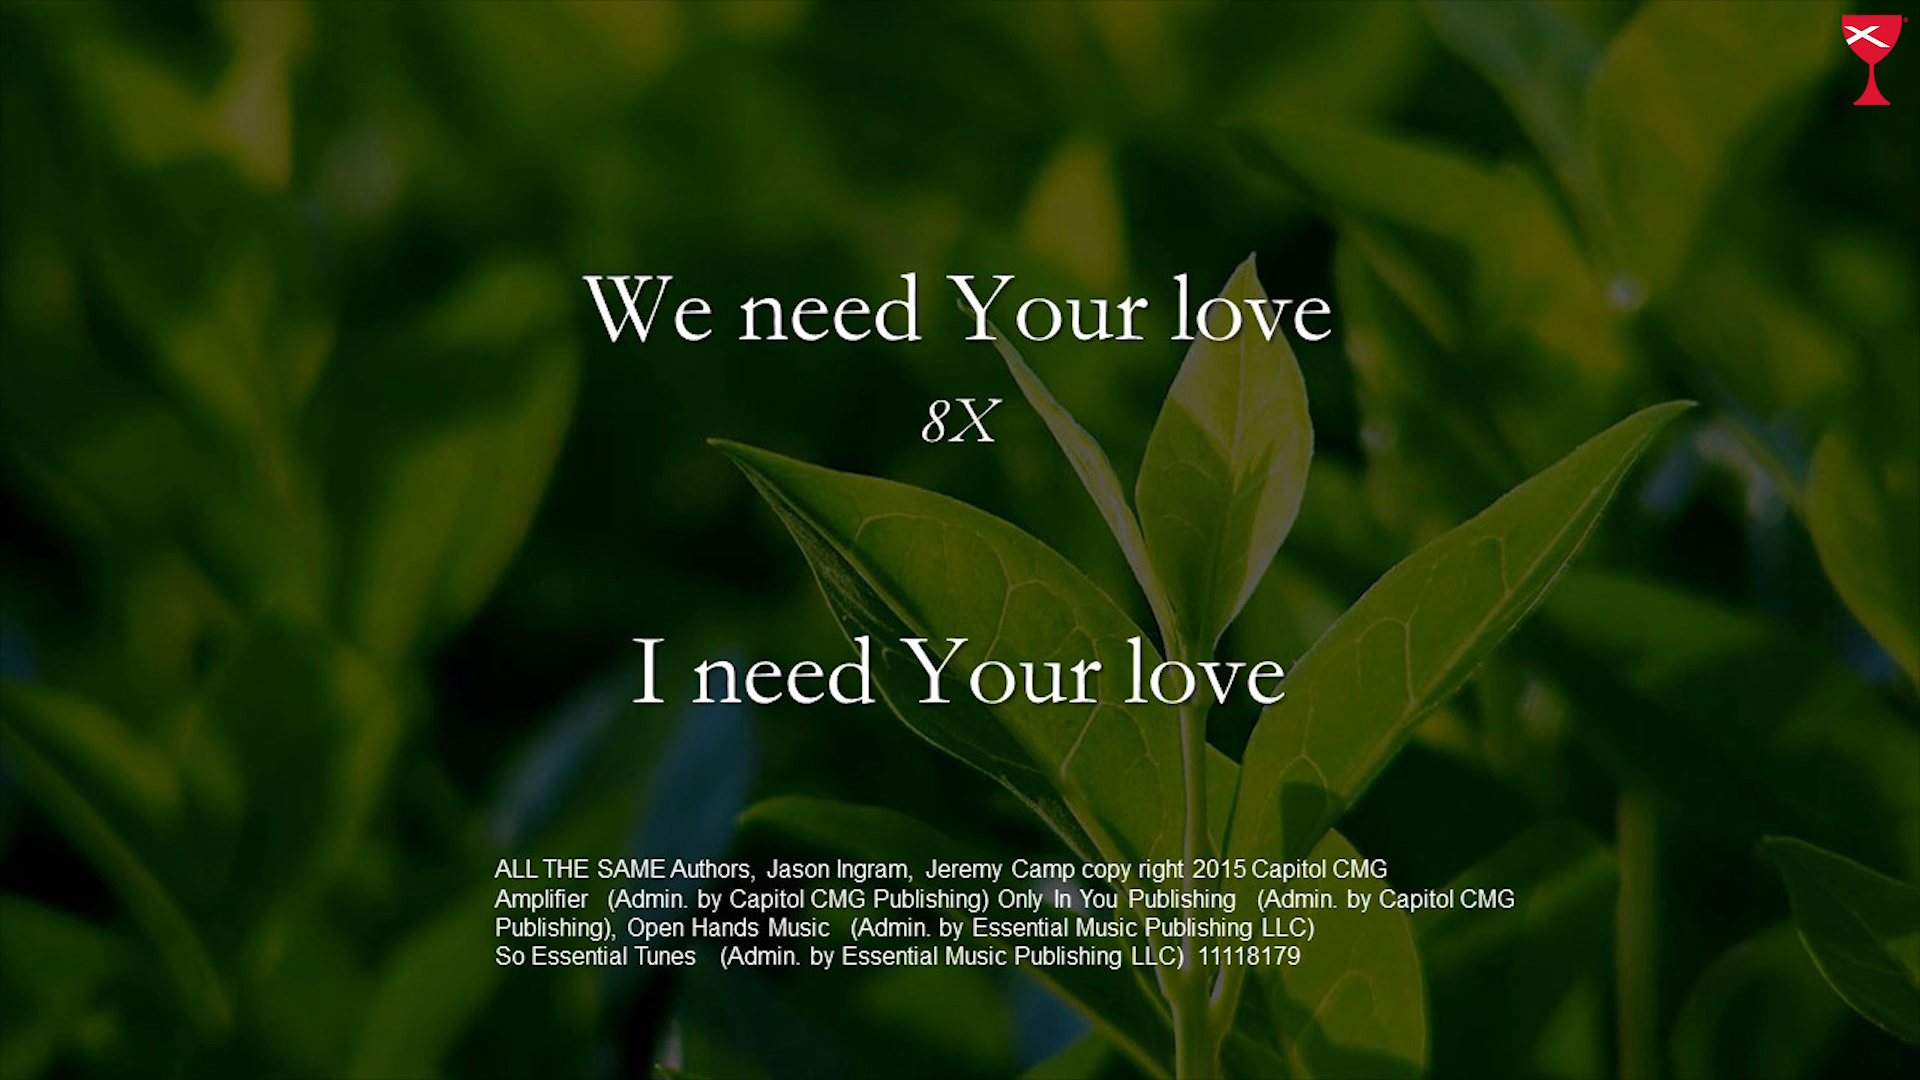 We need Your love
8X
I need Your love
ALL THE SAME Authors, Jason Ingram, Jeremy Camp copy right 2015 Capitol CMG
Amplifier (Admin. by Capitol CMG Publishing) Only In You Publishing (Admin. by Capitol CMG
Publishing), Open Hands Music (Admin. by Essential Music Publishing LLC)
So Essential Tunes (Admin. by Essential Music Publishing LLC) 11118179